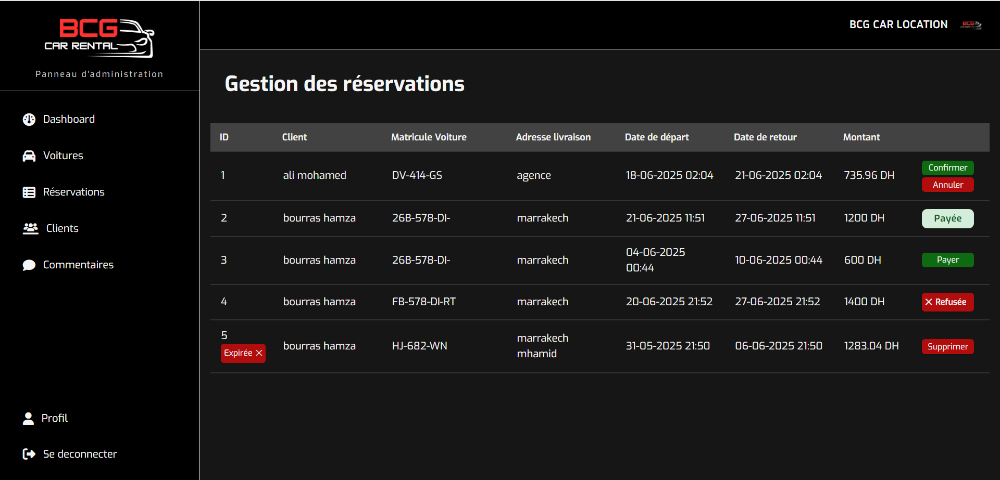 BCG
CAR RENTAL
Panneau d'administration
Dashboard
Voitures
Réservations
Clients
Commentaires
Profil
Se deconnecter
BCG CAR LOCATION
BCG
Gestion des réservations
ID Client Matricule Voiture Adresse livraison Date de départ Date de retour Montant
1 ali mohamed DV-414-GS agence 18-06-2025 02:04 21-06-2025 02:04 735.96 DH Confirmer
Annuler
2 bourras hamza 26B-578-DI- marrakech 21-06-2025 11:51 27-06-2025 11:51 1200 DH Payée
3 bourras hamza 26B-578-DI- marrakech 04-06-2025 00:44 10-06-2025 00:44 600 DH Payer
4 bourras hamza FB-578-DI-RT marrakech 20-06-2025 21:52 27-06-2025 21:52 1400 DH Refusée
5 Expirée bourras hamza HJ-682-WN marrakech mhamid 31-05-2025 21:50 06-06-2025 21:50 1283.04 DH Supprimer